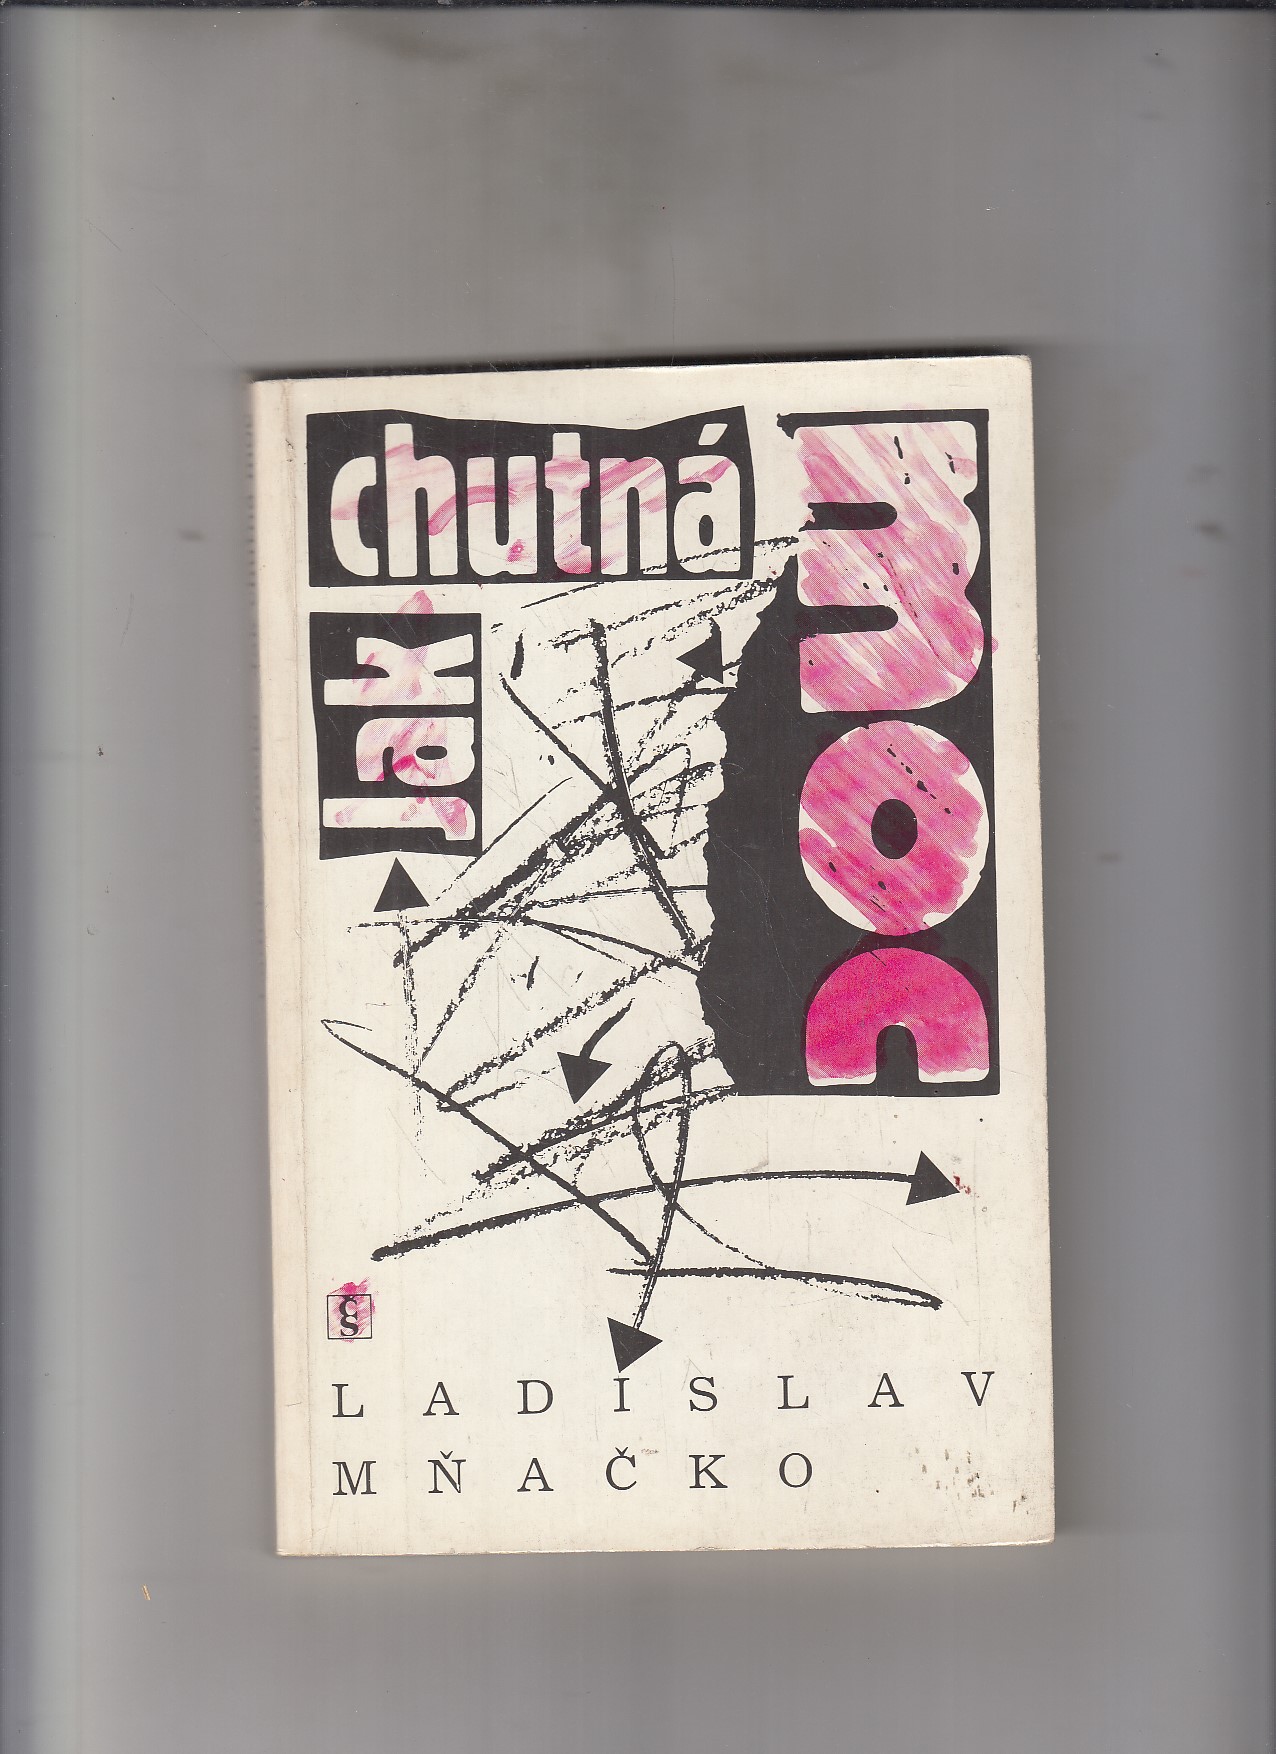 Jak
chutná
moc
ČS
LADISLAV
MŇAČKO